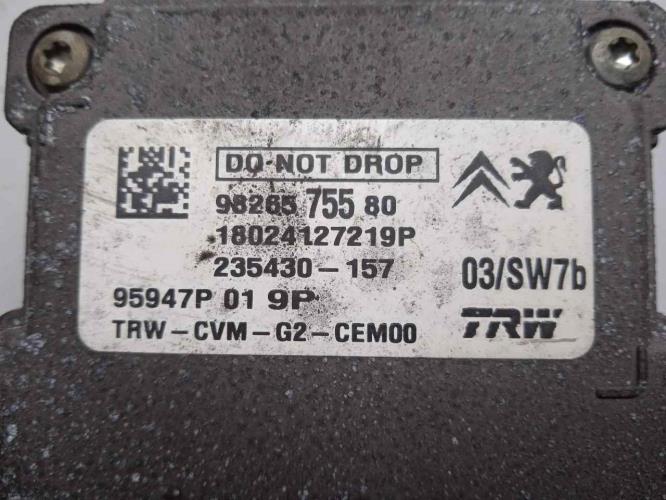 DO-NOT DROP
98265 755 80
18024127219P
235430-157
03/SW7b
95947P 01 9P
TRW-CVM-G2-CEM00
TRW